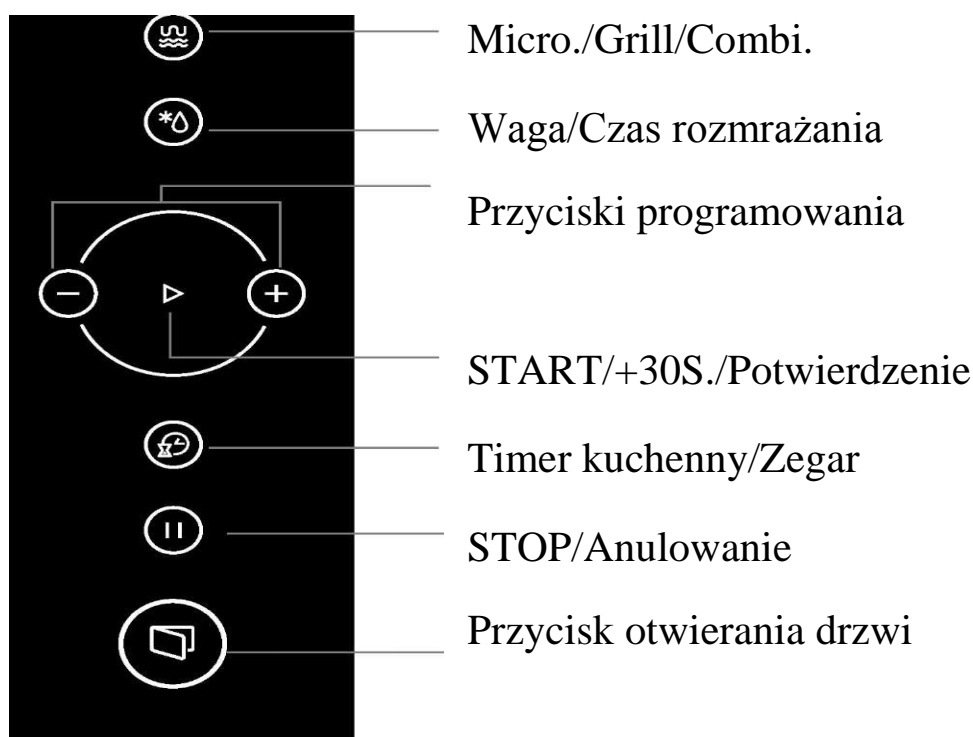 Micro./Grill/Combi.
Waga/Czas rozmrażania
Przyciski programowania
START/+30S./Potwierdzenie
Timer kuchenny/Zegar
STOP/Anulowanie
Przycisk otwierania drzwi